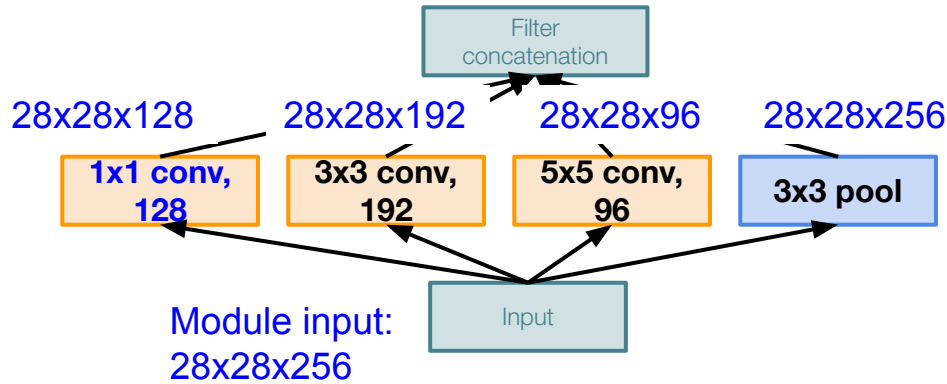 Filter
concatenation
28x28x128
28x28x192
28x28x96
28x28x256
1x1 conv,
128
3x3 conv,
192
5x5 conv,
96
3x3 pool
Input
Module input:
28x28x256